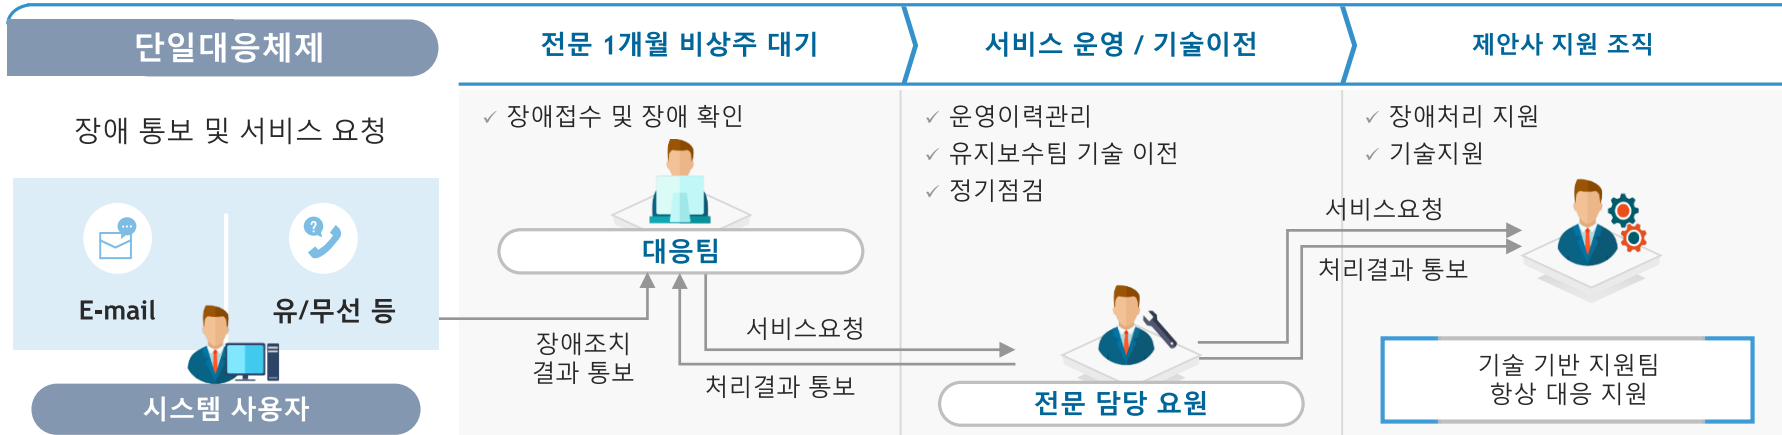 단일대응체제
전문 1개월 비상주 대기
서비스 운영 / 기술이전
제안사 지원 조직
장애 통보 및 서비스 요청
E-mail
유/무선 등
시스템 사용자
✓ 장애접수 및 장애 확인
대응팀
장애조치
결과 통보
서비스요청
처리결과 통보
✓ 운영이력관리
✓ 유지보수팀 기술 이전
✓ 정기점검
전문 담당 요원
✓ 장애처리 지원
✓ 기술지원
서비스요청
처리결과 통보
기술 기반 지원팀
항상 대응 지원